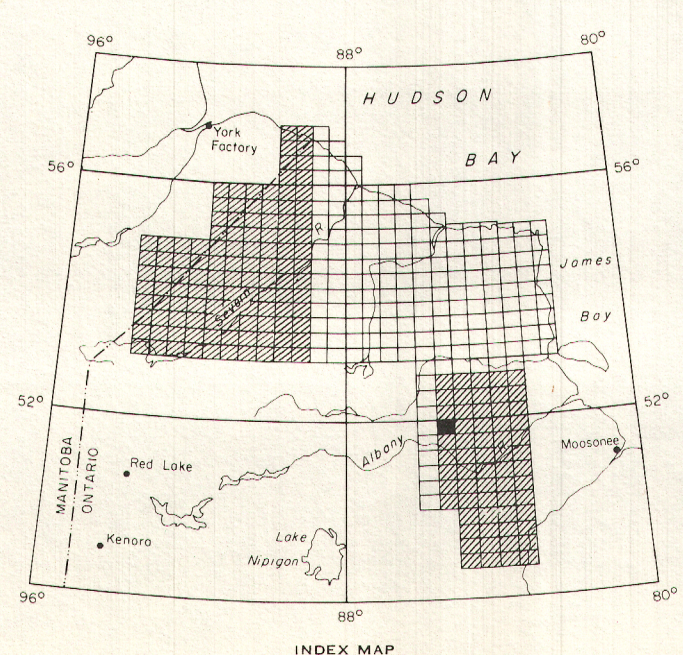 96°
88°
80°
HUDSON
BAY
York
Factory
56°
56°
R
Severn
James
Bay
52°
52°
Albany
Moosonee
MANITOBA
ONTARIO
Red Lake
Kenora
Lake
Nipigon
96°
88°
80°
INDEX MAP